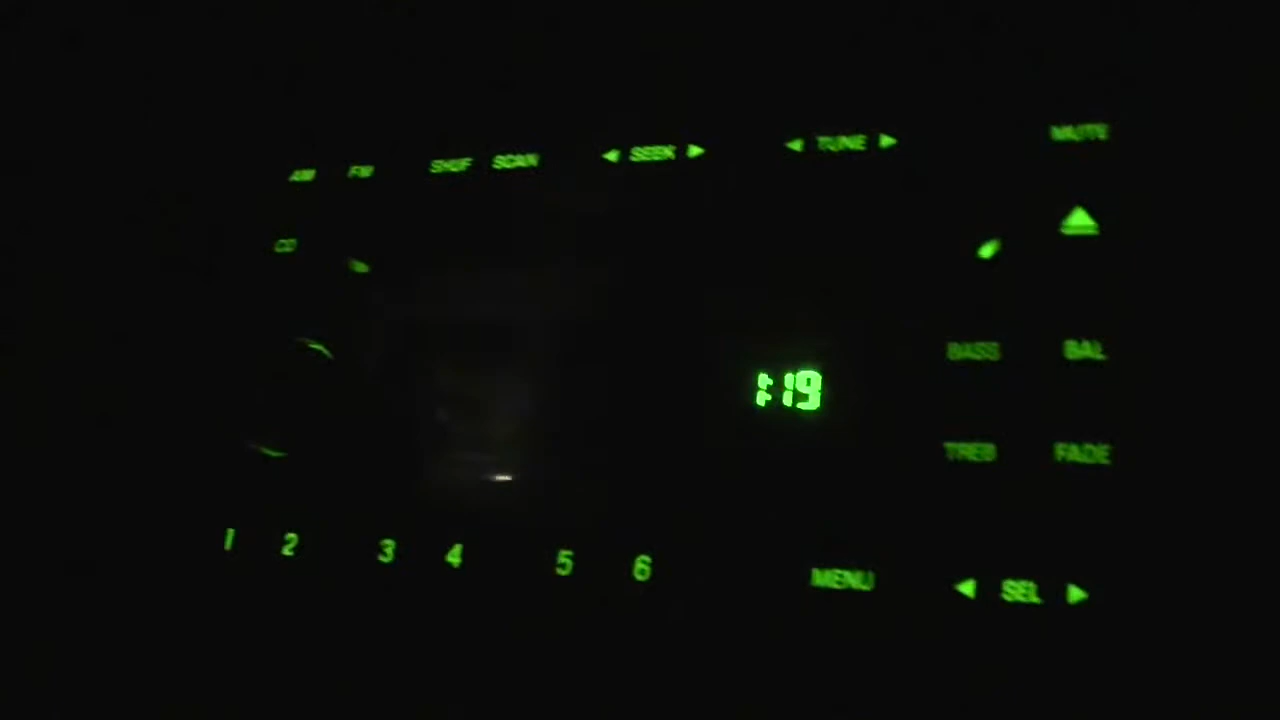 AM FM SHUF SCAN ◄ SEEK ► ◄ TUNE ► MUTE
CD
BASS BAL
:19
TREB FADE
1 2 3 4 5 6 MENU ◄ SEL ►